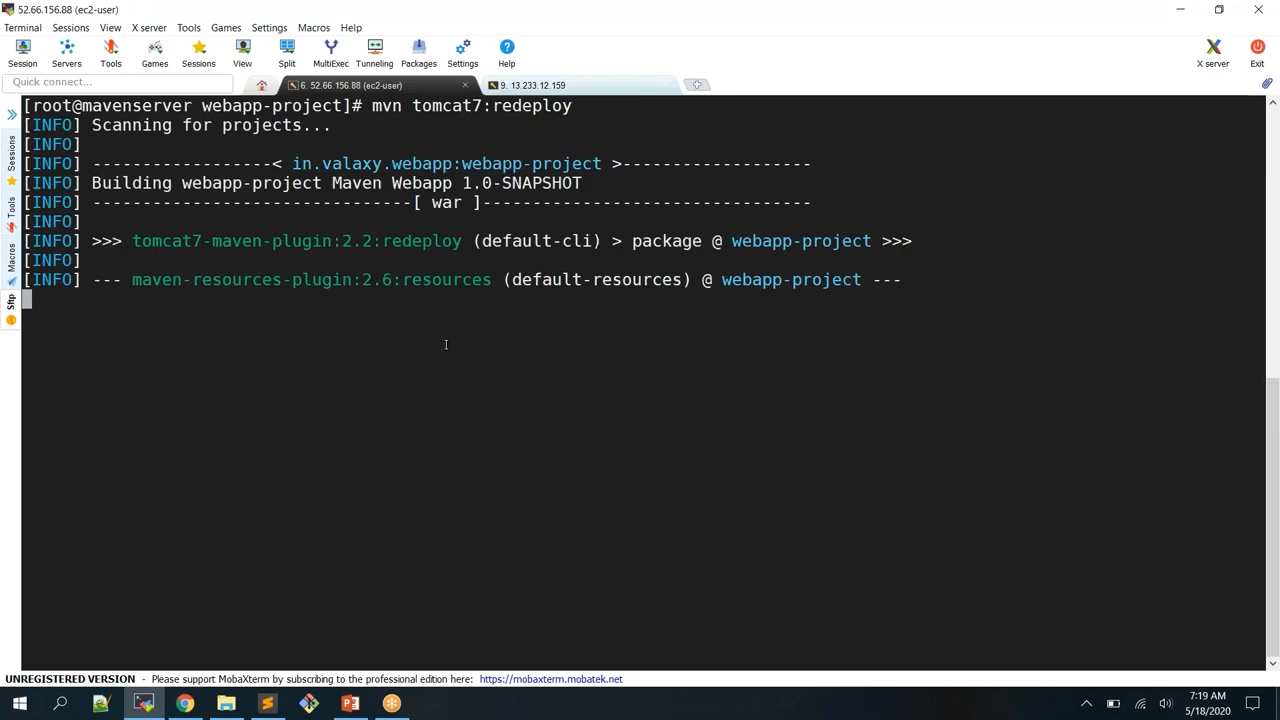 52.66.156.88 (ec2-user)
Terminal Sessions View X server Tools Games Settings Macros Help
Session Servers Tools Games Sessions View Split MultiExec Tunneling Packages Settings Help X server Exit
Quick connect...
6. 52.66.156.88 (ec2-user)
9. 13.233.12.159
Sessions
Tools
Macros
Sftp
[root@mavenserver webapp-project]# mvn tomcat7:redeploy
[INFO] Scanning for projects...
[INFO]
[INFO] ------------------< in.valaxy.webapp:webapp-project >-------------------
[INFO] Building webapp-project Maven Webapp 1.0-SNAPSHOT
[INFO] --------------------------------[ war ]---------------------------------
[INFO]
[INFO] >>> tomcat7-maven-plugin:2.2:redeploy (default-cli) > package @ webapp-project >>>
[INFO]
[INFO] --- maven-resources-plugin:2.6:resources (default-resources) @ webapp-project ---
UNREGISTERED VERSION - Please support MobaXterm by subscribing to the professional edition here: https://mobaxterm.mobatek.net
7:19 AM
5/18/2020